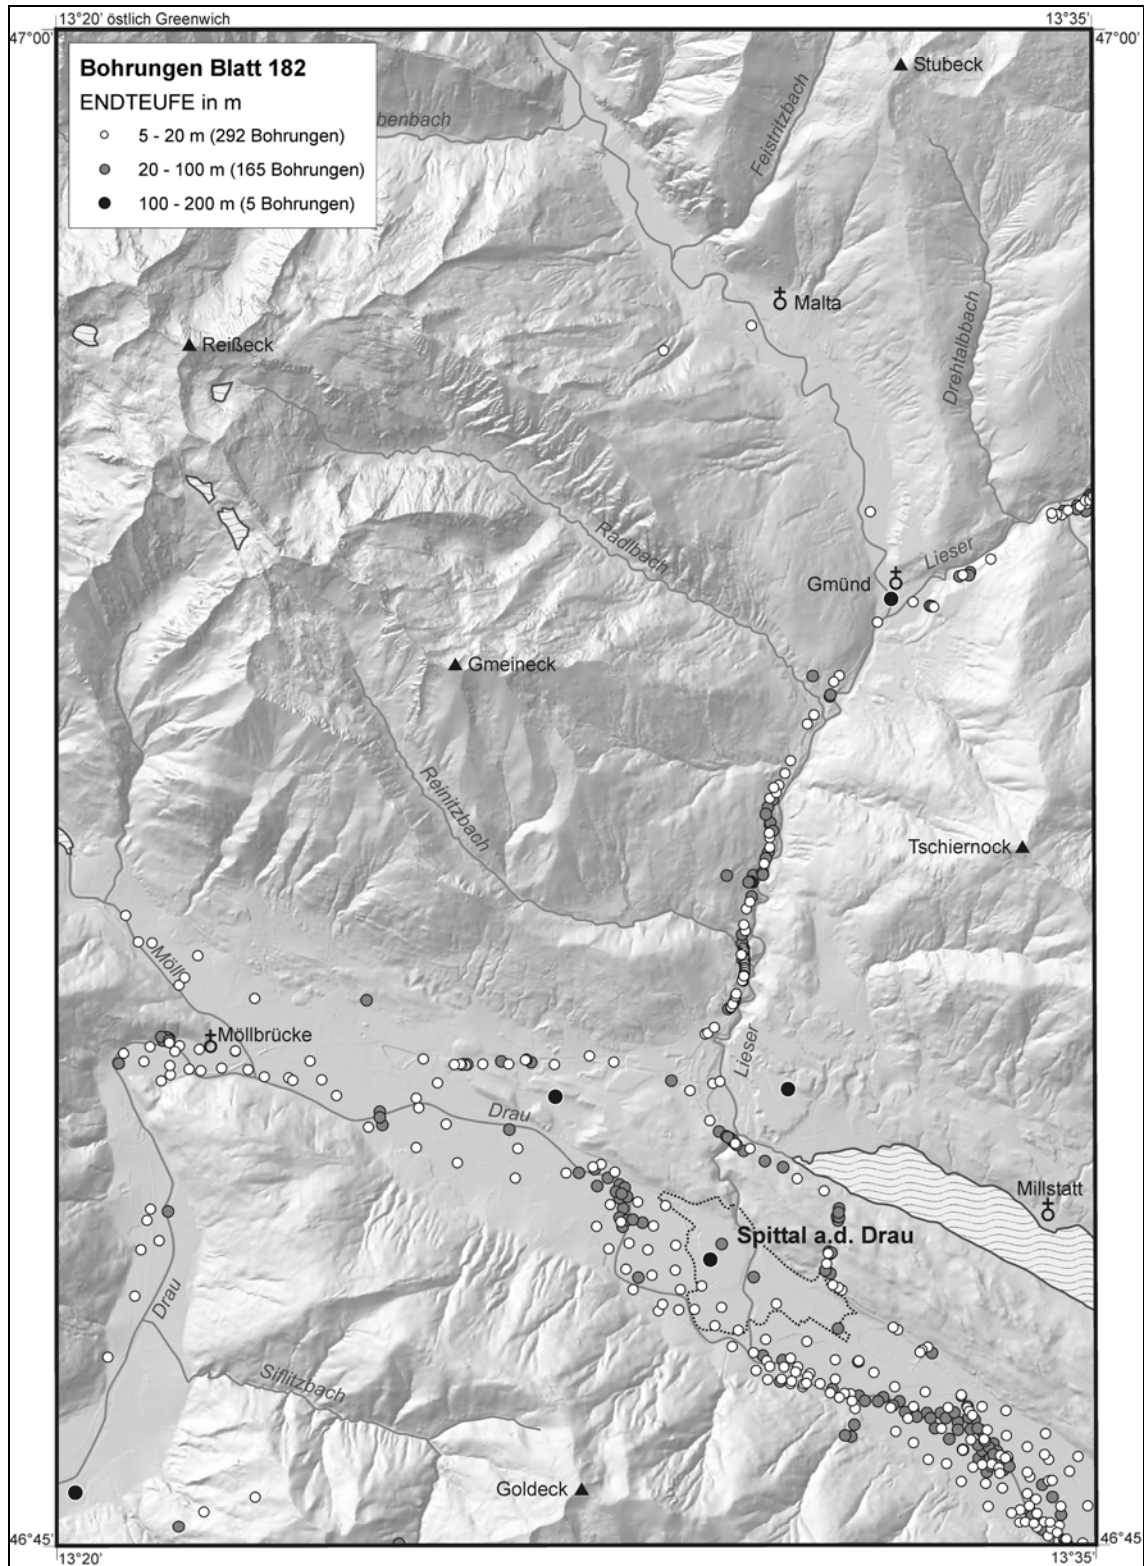 13°20' östlich Greenwich
13°35'
47°00'
47°00'
Bohrungen Blatt 182
ENDTEUFE in m
5 - 20 m (292 Bohrungen)
20 - 100 m (165 Bohrungen)
100 - 200 m (5 Bohrungen)
benbach
Stubeck
Feistritzbach
Malta
Drehtalbbach
Reißeck
Radlbach
Lieser
Gmünd
Gmeineck
Reinitzbach
Tschiernock
Möll
Möllbrücke
Lieser
Drau
Millstatt
Spittal a.d. Drau
Drau
Siflitzbach
Goldeck
46°45'
46°45'
13°20'
13°35'